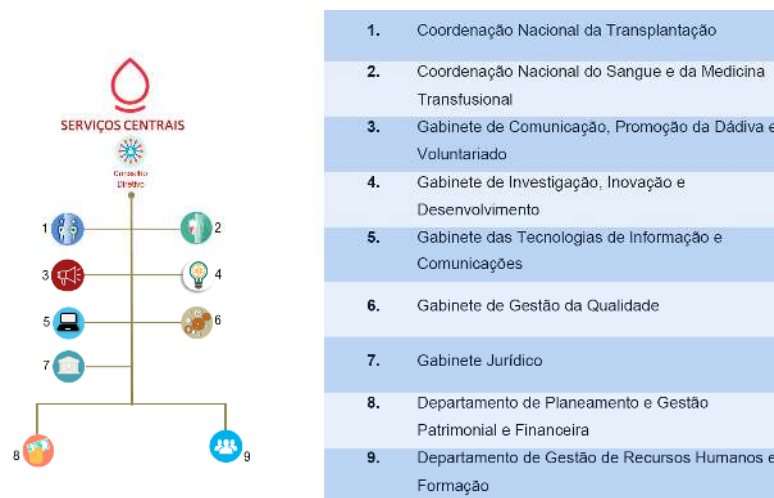 SERVIÇOS CENTRAIS
Conselho
Diretivo
1
2
3
4
5
6
7
8
9
1. Coordenação Nacional da Transplantação
2. Coordenação Nacional do Sangue e da Medicina
Transfusional
3. Gabinete de Comunicação, Promoção da Dádiva e
Voluntariado
4. Gabinete de Investigação, Inovação e
Desenvolvimento
5. Gabinete das Tecnologias de Informação e
Comunicações
6. Gabinete de Gestão da Qualidade
7. Gabinete Jurídico
8. Departamento de Planeamento e Gestão
Patrimonial e Financeira
9. Departamento de Gestão de Recursos Humanos e
Formação